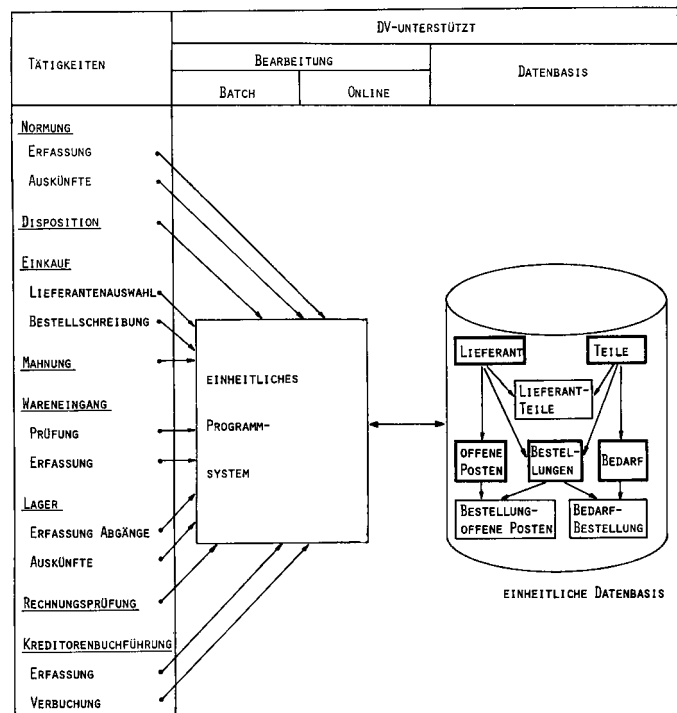 TÄTIGKEITEN
DV-UNTERSTÜTZT
BEARBEITUNG
DATENBASIS
BATCH
ONLINE
NORMUNG
ERFASSUNG
AUSKÜNFTE
DISPOSITION
EINKAUF
LIEFERANTENAUSWAHL
BESTELLSCHREIBUNG
MAHNUNG
WARENEINGANG
PRÜFUNG
ERFASSUNG
LAGER
ERFASSUNG ABGÄNGE
AUSKÜNFTE
RECHNUNGSPRÜFUNG
KREDITORENBUCHFÜHRUNG
ERFASSUNG
VERBUCHUNG
EINHEITLICHES
PROGRAMM-
SYSTEM
LIEFERANT
TEILE
LIEFERANT-
TEILE
OFFENE
POSTEN
BESTEL-
LUNGEN
BEDARF
BESTELLUNG-
OFFENE POSTEN
BEDARF-
BESTELLUNG
EINHEITLICHE DATENBASIS